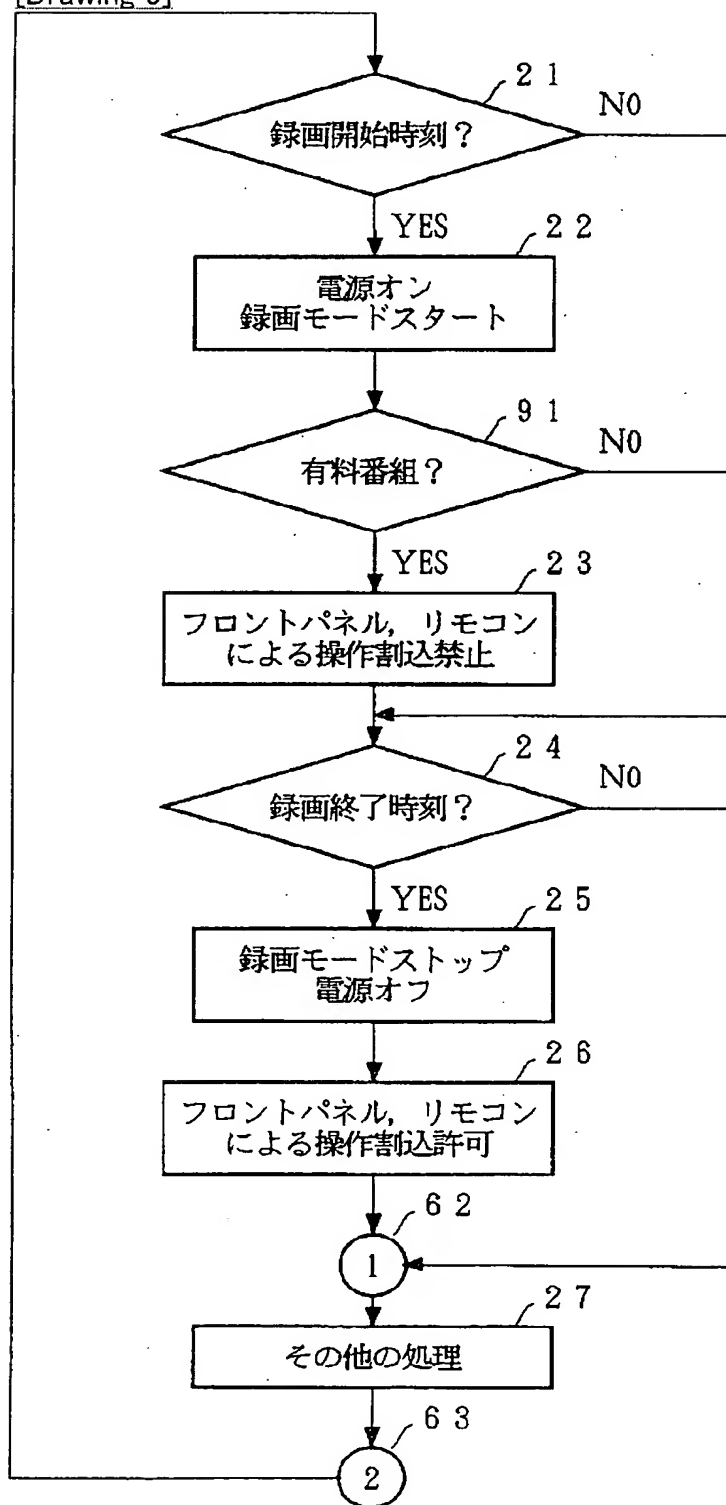 21
録画開始時刻?
NO
YES
22
電源オン
録画モードスタート
91
有料番組?
NO
YES
23
フロントパネル,リモコン
による操作割込禁止
24
録画終了時刻?
NO
YES
25
録画モードストップ
電源オフ
26
フロントパネル,リモコン
による操作割込許可
62
1
27
その他の処理
63
2